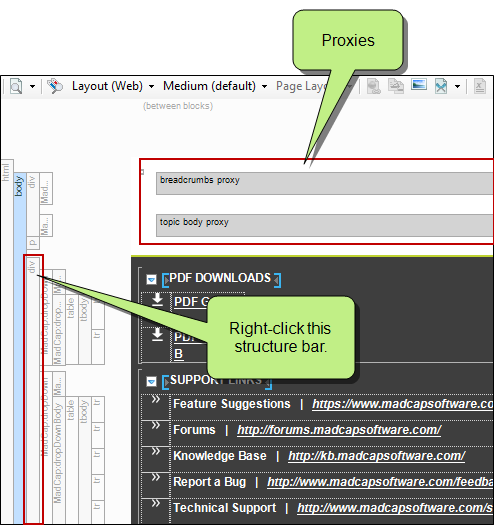 Proxies
Layout (Web) Medium (default) Page Lay
(between blocks)
html
body
div
Mad...
Ma...
p
breadcrumbs proxy
topic body proxy
div
MadCap:dropDown
Ma...
table
tbody
tr
tr
PDF DOWNLOADS
PDF G
PD
B
Right-click this
structure bar.
MadCap:dropDown
Ma...
MadCap:dropDownBody
table
tbody
tr
tr
tr
tr
SUPPORT LINKS
» Feature Suggestions | https://www.madcapsoftware.co
» Forums | http://forums.madcapsoftware.com/
» Knowledge Base | http://kb.madcapsoftware.com/
» Report a Bug | http://www.madcapsoftware.com/feedba
» Technical Support | http://www.madcapsoftware.com/s